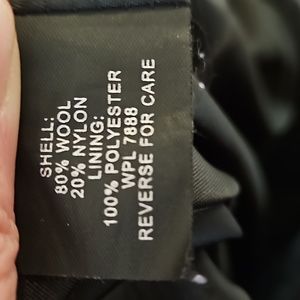 SHELL:
80% WOOL
20% NYLON
LINING:
100% POLYESTER
WPL 7888
REVERSE FOR CARE